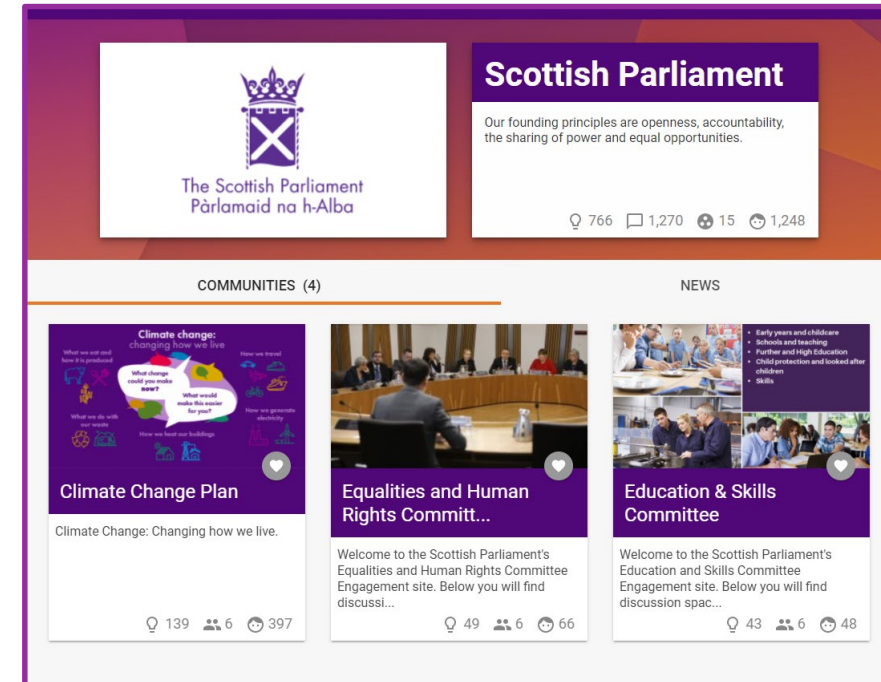 Scottish Parliament
Our founding principles are openness, accountability,
the sharing of power and equal opportunities.
The Scottish Parliament
Pàrlamaid na h-Alba
766 1,270 15 1,248
COMMUNITIES (4)
NEWS
Climate change:
changing how we live
What we eat and
how it is produced
How we travel
What change
could you make
now?
What would
make this easier
for you?
What we do with
our waste
How we heat our buildings
How we generate
electricity
Climate Change Plan
Climate Change: Changing how we live.
139 6 397
Equalities and Human
Rights Committ...
Welcome to the Scottish Parliament's
Equalities and Human Rights Committee
Engagement site. Below you will find
discussi...
49 6 66
Early years and childcare
Schools and teaching
Further and High Education
Child protection and looked after
children
Skills
Education & Skills
Committee
Welcome to the Scottish Parliament's
Education and Skills Committee
Engagement site. Below you will find
discussion spac...
43 6 48